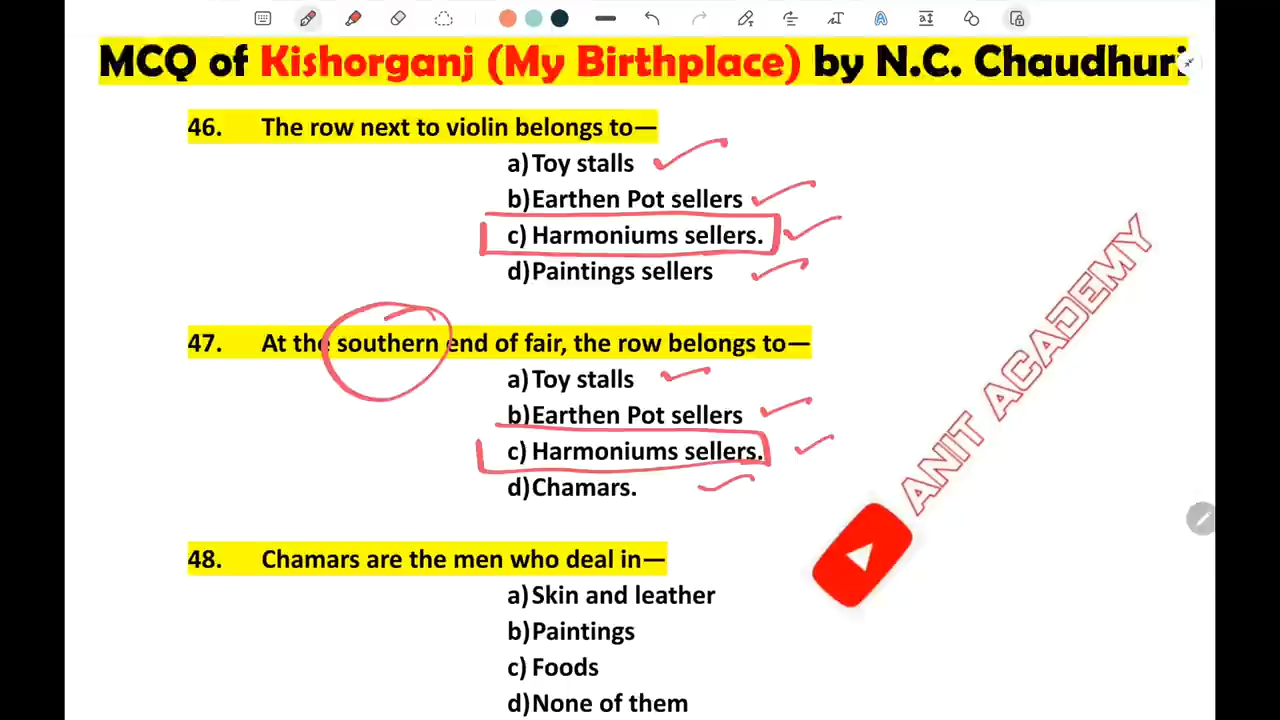 MCQ of Kishorganj (My Birthplace) by N.C. Chaudhuri
46. The row next to violin belongs to—
a) Toy stalls
b) Earthen Pot sellers
c) Harmoniums sellers.
d) Paintings sellers
47. At the southern end of fair, the row belongs to—
a) Toy stalls
b) Earthen Pot sellers
c) Harmoniums sellers.
d) Chamars.
48. Chamars are the men who deal in—
a) Skin and leather
b) Paintings
c) Foods
d) None of them
ANIT ACADEMY